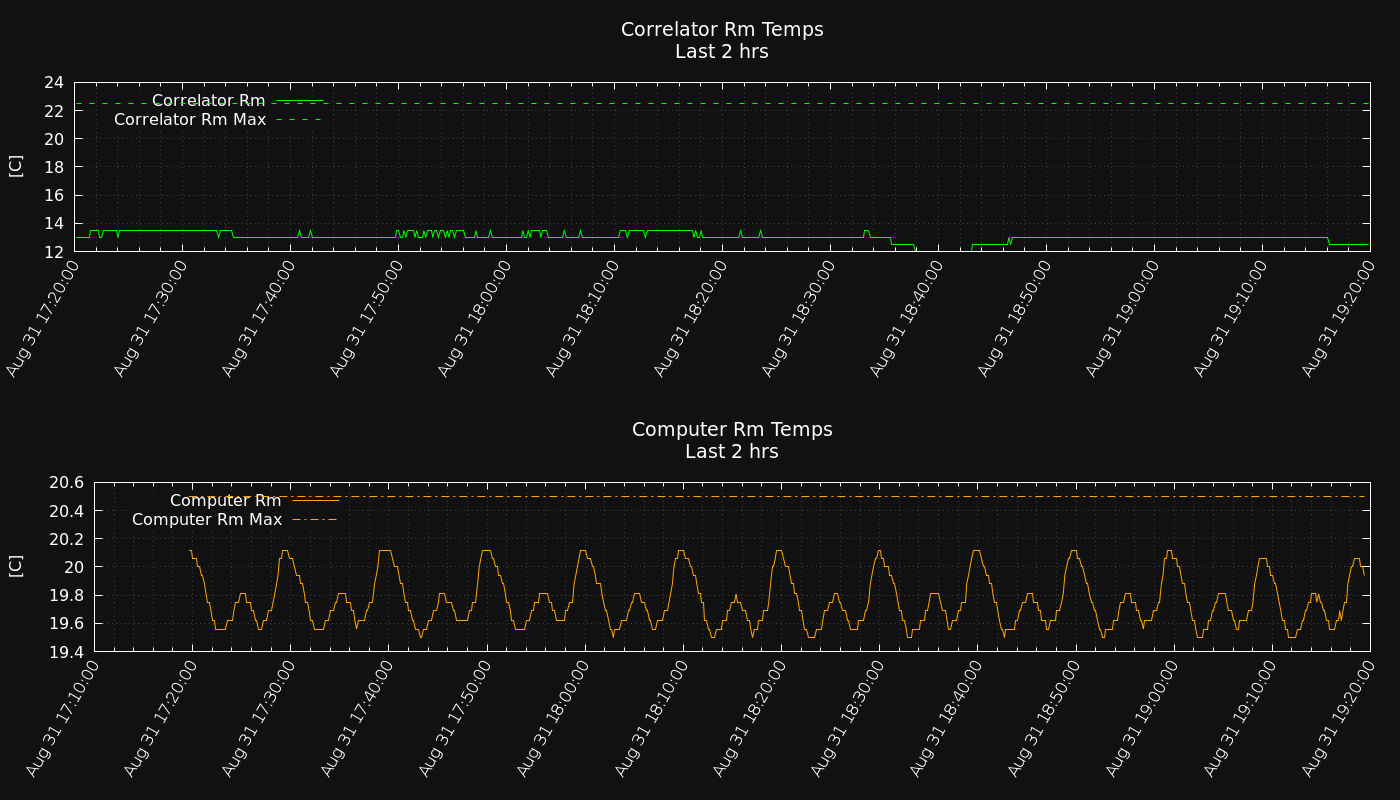 Correlator Rm Temps
Last 2 hrs
24
22
20
18
16
14
12
[C]
Correlator Rm
Correlator Rm Max
Aug 31 17:20:00
Aug 31 17:30:00
Aug 31 17:40:00
Aug 31 17:50:00
Aug 31 18:00:00
Aug 31 18:10:00
Aug 31 18:20:00
Aug 31 18:30:00
Aug 31 18:40:00
Aug 31 18:50:00
Aug 31 19:00:00
Aug 31 19:10:00
Aug 31 19:20:00
Computer Rm Temps
Last 2 hrs
20.6
20.4
20.2
20
19.8
19.6
19.4
[C]
Computer Rm
Computer Rm Max
Aug 31 17:10:00
Aug 31 17:20:00
Aug 31 17:30:00
Aug 31 17:40:00
Aug 31 17:50:00
Aug 31 18:00:00
Aug 31 18:10:00
Aug 31 18:20:00
Aug 31 18:30:00
Aug 31 18:40:00
Aug 31 18:50:00
Aug 31 19:00:00
Aug 31 19:10:00
Aug 31 19:20:00